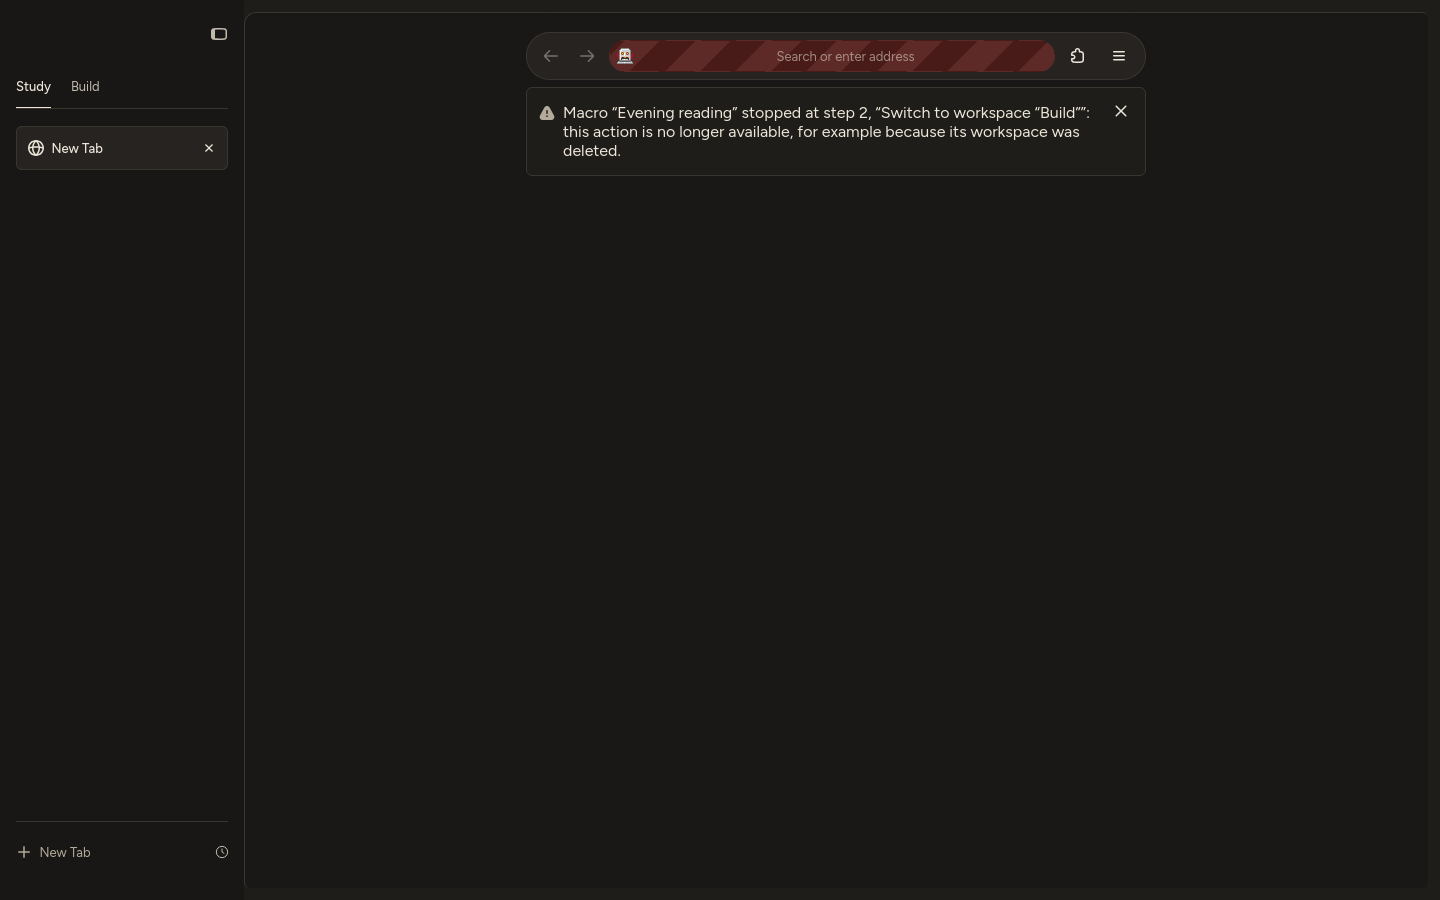 Study
Build
New Tab
New Tab
Search or enter address
Macro “Evening reading” stopped at step 2, “Switch to workspace “Build””:
this action is no longer available, for example because its workspace was
deleted.